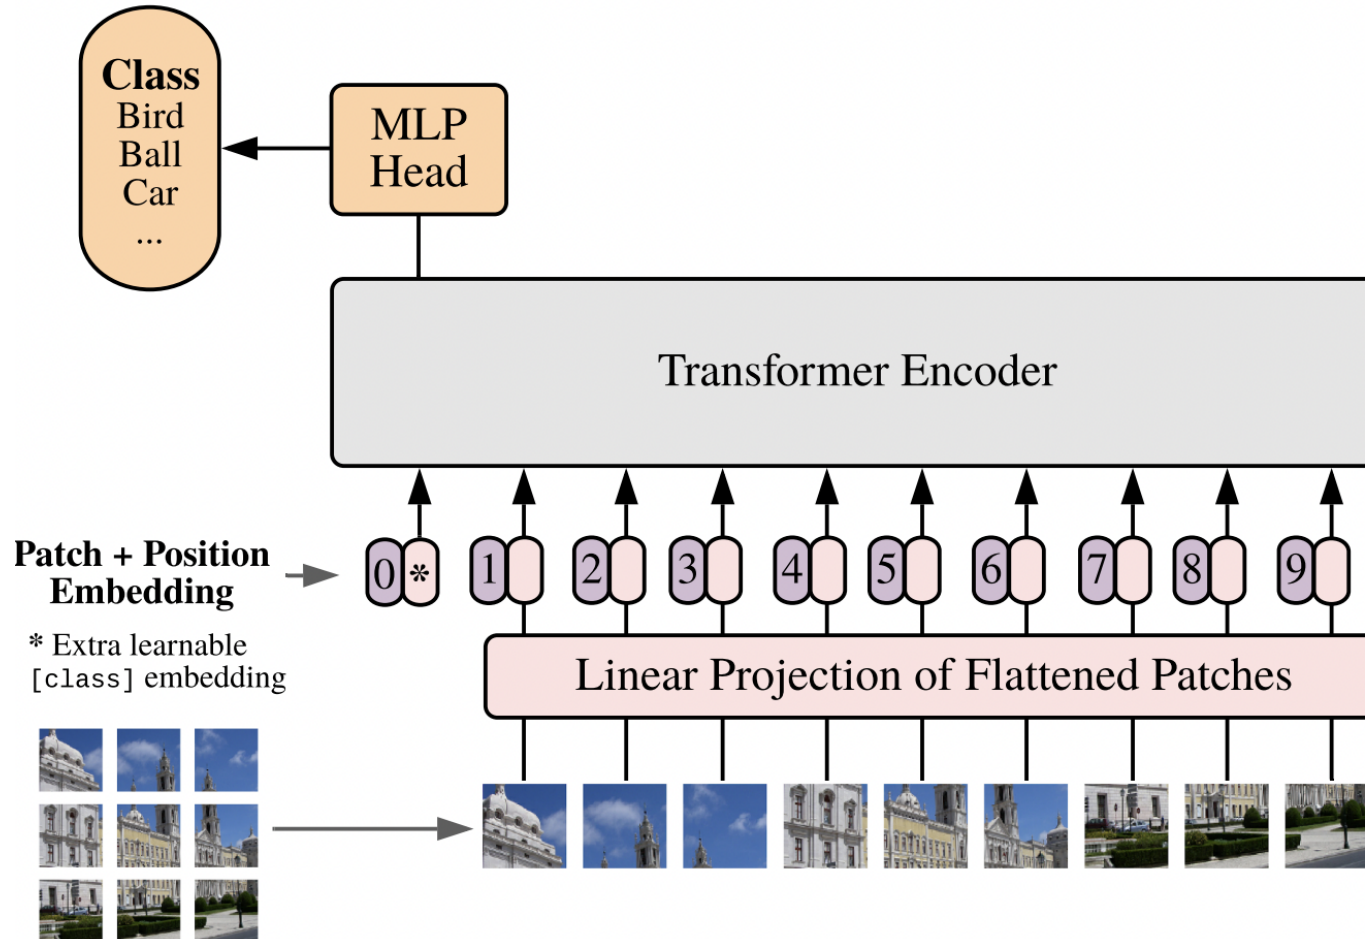 Class
Bird
Ball
Car
...
MLP
Head
Transformer Encoder
Patch + Position
Embedding
0 * 1 2 3 4 5 6 7 8 9
* Extra learnable
[class] embedding
Linear Projection of Flattened Patches